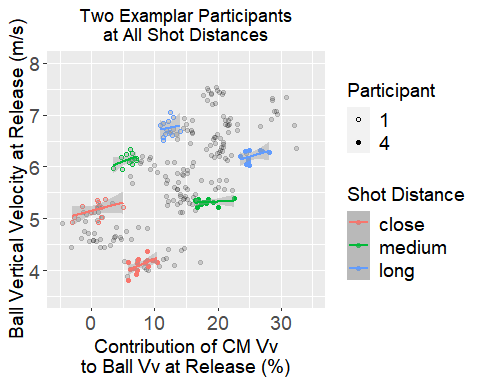 Two Examplar Participants
at All Shot Distances
Ball Vertical Velocity at Release (m/s)
8
7
6
5
4
0
10
20
30
Contribution of CM Vv
to Ball Vv at Release (%)
Participant
1
4
Shot Distance
close
medium
long